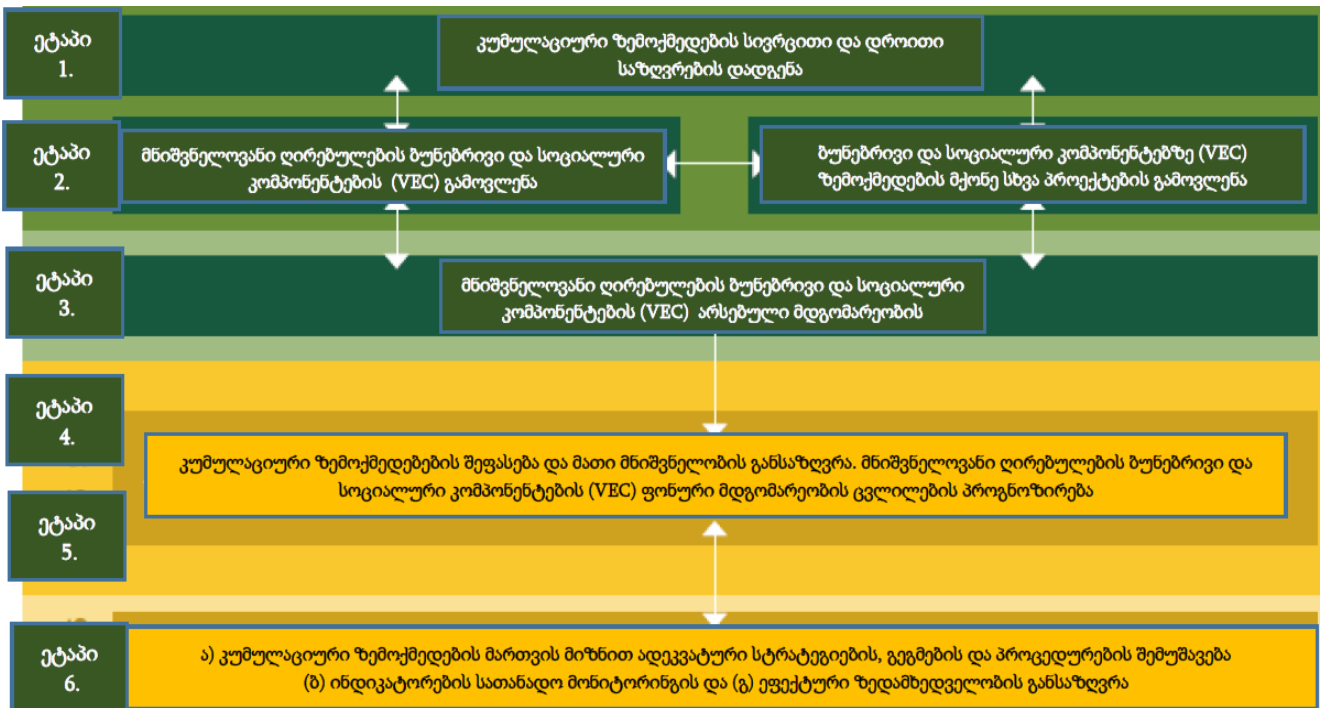 ეტაპი
1.
კუმულაციური ზემოქმედების სივრცითი და დროითი
საზღვრების დადგენა
ეტაპი
2.
მნიშვნელოვანი ღირებულების ბუნებრივი და სოციალური
კომპონენტების (VEC) გამოვლენა
ბუნებრივი და სოციალური კომპონენტებზე (VEC)
ზემოქმედების მქონე სხვა პროექტების გამოვლენა
ეტაპი
3.
მნიშვნელოვანი ღირებულების ბუნებრივი და სოციალური
კომპონენტების (VEC) არსებული მდგომარეობის
ეტაპი
4.
კუმულაციური ზემოქმედებების შეფასება და მათი მნიშვნელობის განსაზღვრა. მნიშვნელოვანი ღირებულების ბუნებრივი და
სოციალური კომპონენტების (VEC) ფონური მდგომარეობის ცვლილების პროგნოზირება
ეტაპი
5.
ეტაპი
6.
ა) კუმულაციური ზემოქმედების მართვის მიზნით ადეკვატური სტრატეგიების, გეგმების და პროცედურების შემუშავება
(ბ) ინდიკატორების სათანადო მონიტორინგის და (გ) ეფექტური ზედამხედველობის განსაზღვრა